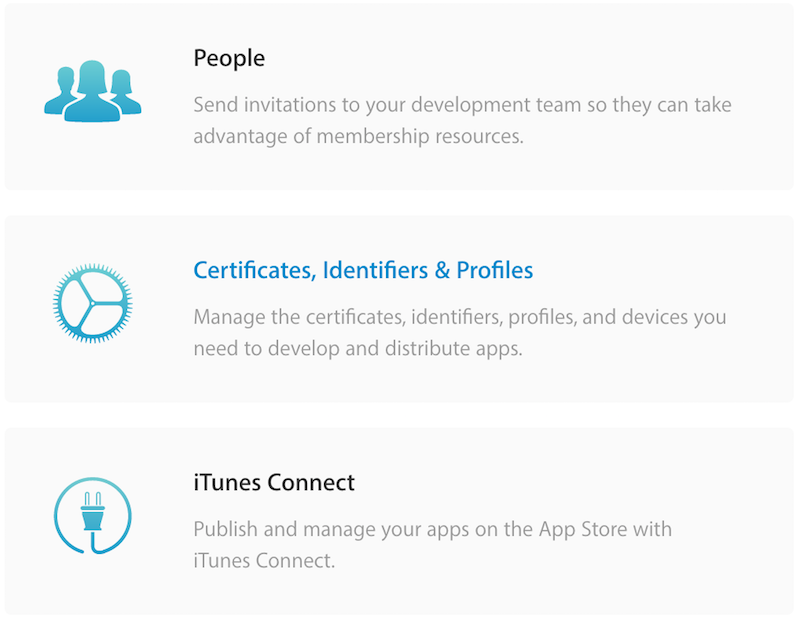 People
Send invitations to your development team so they can take
advantage of membership resources.
Certificates, Identifiers & Profiles
Manage the certificates, identifiers, profiles, and devices you
need to develop and distribute apps.
iTunes Connect
Publish and manage your apps on the App Store with
iTunes Connect.